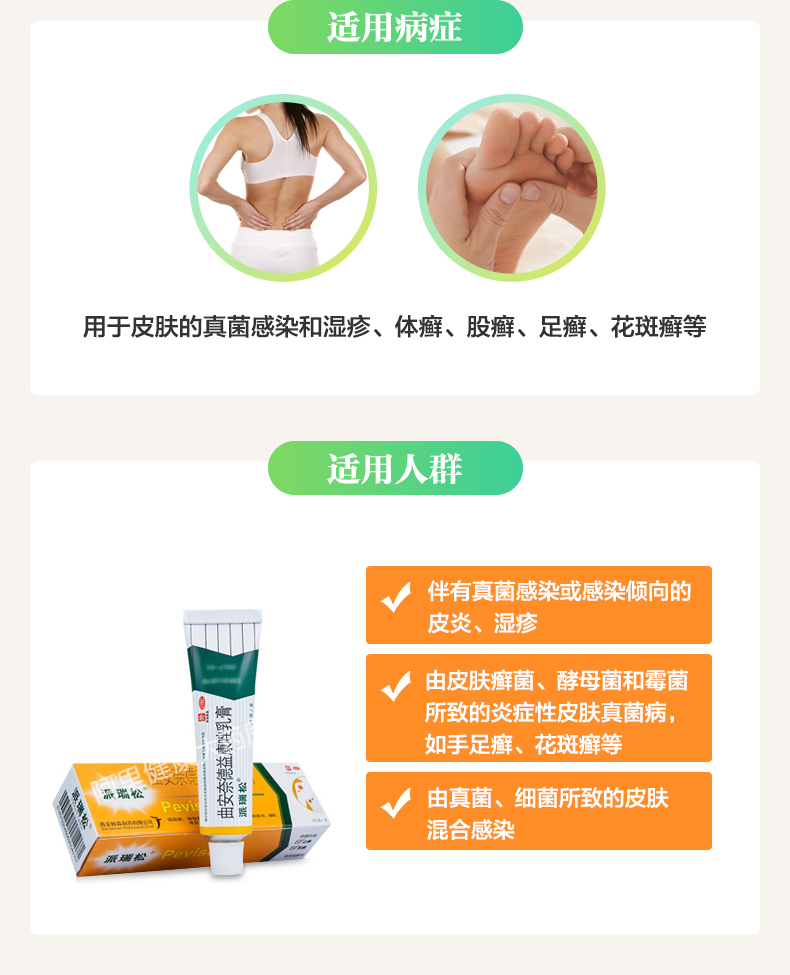 适用病症
用于皮肤的真菌感染和湿疹、体癣、股癣、足癣、花斑癣等
适用人群
伴有真菌感染或感染倾向的
皮炎、湿疹
由皮肤癣菌、酵母菌和霉菌
所致的炎症性皮肤真菌病，
如手足癣、花斑癣等
由真菌、细菌所致的皮肤
混合感染
曲安奈德益康唑乳膏
派瑞松®
外
OTC
派瑞松®
西安杨森制药有限公司
派瑞松®